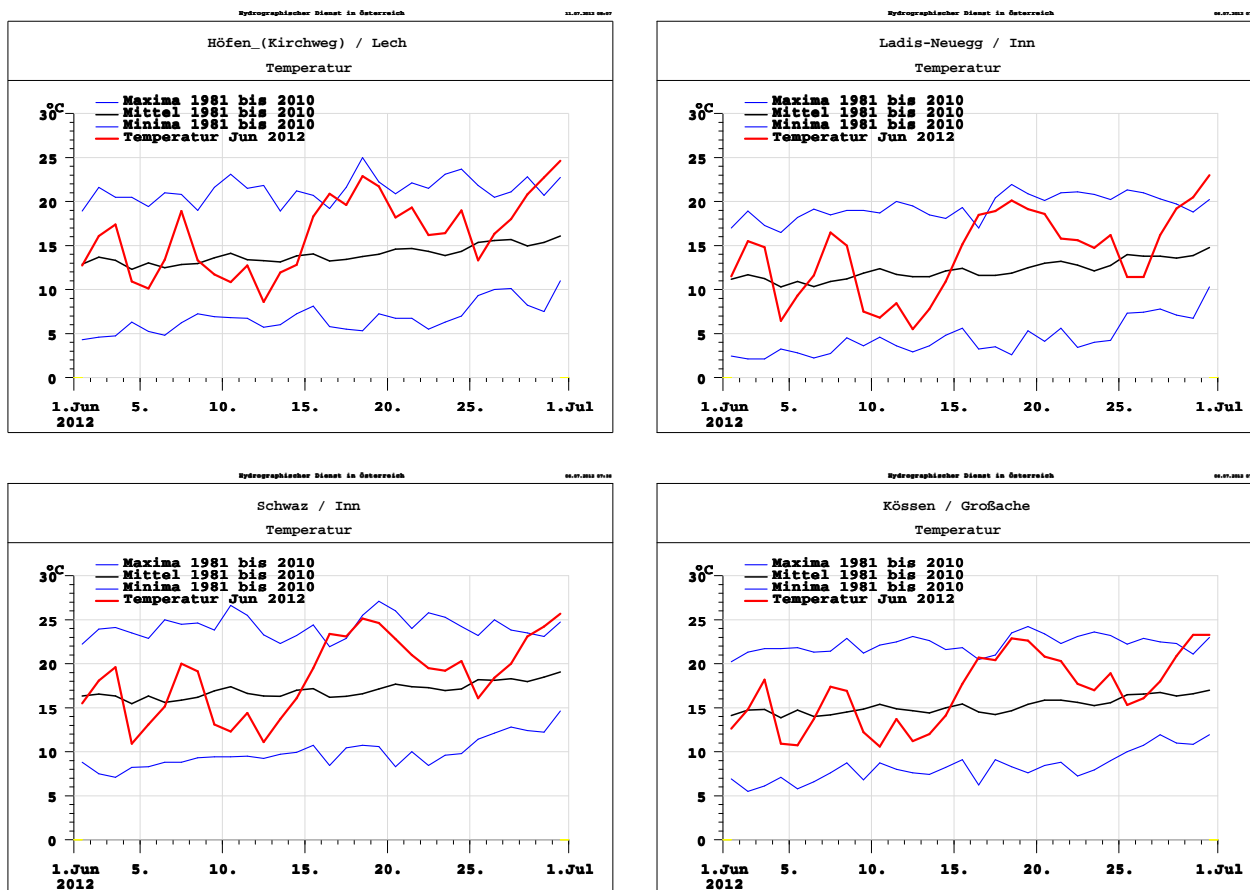 Hydrographischer Dienst in Österreich 11.07.2012
Höfen_(Kirchweg) / Lech
Temperatur
°C
Maxima 1981 bis 2010
Mittel 1981 bis 2010
Minima 1981 bis 2010
Temperatur Jun 2012
30
25
20
15
10
5
0
1.Jun 5. 10. 15. 20. 25. 1.Jul
2012
Hydrographischer Dienst in Österreich
Ladis-Neuegg / Inn
Temperatur
°C
Maxima 1981 bis 2010
Mittel 1981 bis 2010
Minima 1981 bis 2010
Temperatur Jun 2012
30
25
20
15
10
5
0
1.Jun 5. 10. 15. 20. 25. 1.Jul
2012
Hydrographischer Dienst in Österreich
Schwaz / Inn
Temperatur
°C
Maxima 1981 bis 2010
Mittel 1981 bis 2010
Minima 1981 bis 2010
Temperatur Jun 2012
30
25
20
15
10
5
0
1.Jun 5. 10. 15. 20. 25. 1.Jul
2012
Hydrographischer Dienst in Österreich
Kössen / Großache
Temperatur
°C
Maxima 1981 bis 2010
Mittel 1981 bis 2010
Minima 1981 bis 2010
Temperatur Jun 2012
30
25
20
15
10
5
0
1.Jun 5. 10. 15. 20. 25. 1.Jul
2012